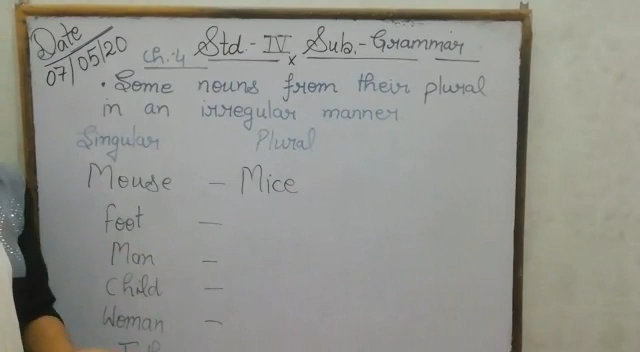 Date
07/05/20
Ch.4 Std.-IV Sub.-Grammar
• Some nouns from their plural
in an irregular manner
Singular Plural
Mouse - Mice
foot -
Man -
Child -
Woman -